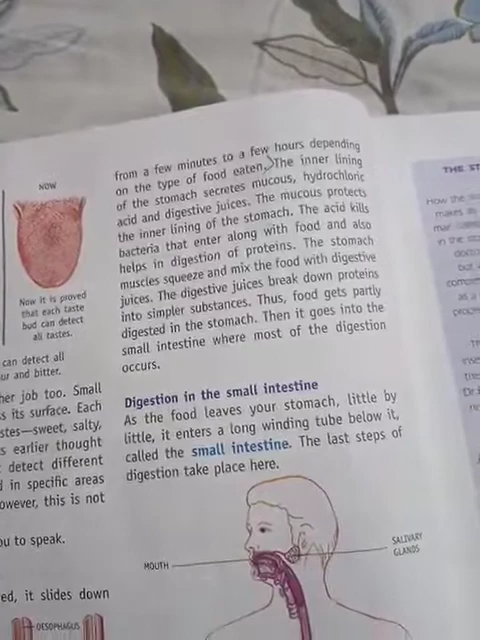 NOW
Now it is proved
that each taste
bud can detect
all tastes.
can detect all
ur and bitter.
her job too. Small
s its surface. Each
stes—sweet, salty,
s earlier thought
detect different
d in specific areas
owever, this is not
ou to speak.
ed, it slides down
OESOPHAGUS
from a few minutes to a few hours depending
on the type of food eaten. The inner lining
of the stomach secretes mucous, hydrochloric
acid and digestive juices. The mucous protects
the inner lining of the stomach. The acid kills
bacteria that enter along with food and also
helps in digestion of proteins. The stomach
muscles squeeze and mix the food with digestive
juices. The digestive juices break down proteins
into simpler substances. Thus, food gets partly
digested in the stomach. Then it goes into the
small intestine where most of the digestion
occurs.
Digestion in the small intestine
As the food leaves your stomach, little by
little, it enters a long winding tube below it,
called the small intestine. The last steps of
digestion take place here.
MOUTH
SALIVARY
GLANDS
THE ST
How the
makes
in the